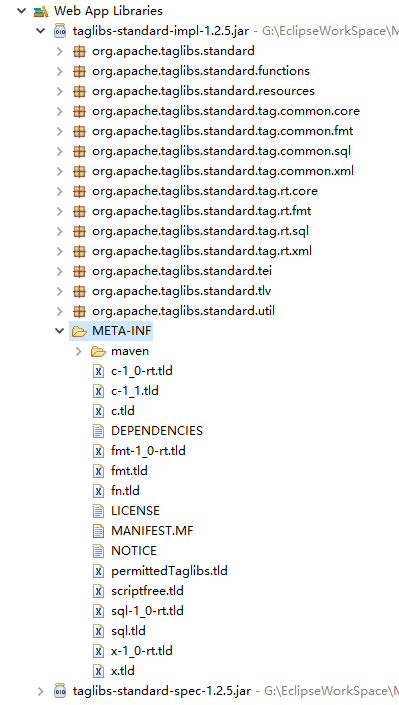 Web App Libraries
taglibs-standard-impl-1.2.5.jar - G:\EclipseWorkSpace\M
org.apache.taglibs.standard
org.apache.taglibs.standard.functions
org.apache.taglibs.standard.resources
org.apache.taglibs.standard.tag.common.core
org.apache.taglibs.standard.tag.common.fmt
org.apache.taglibs.standard.tag.common.sql
org.apache.taglibs.standard.tag.common.xml
org.apache.taglibs.standard.tag.rt.core
org.apache.taglibs.standard.tag.rt.fmt
org.apache.taglibs.standard.tag.rt.sql
org.apache.taglibs.standard.tag.rt.xml
org.apache.taglibs.standard.tei
org.apache.taglibs.standard.tlv
org.apache.taglibs.standard.util
META-INF
maven
c-1_0-rt.tld
c-1_1.tld
c.tld
DEPENDENCIES
fmt-1_0-rt.tld
fmt.tld
fn.tld
LICENSE
MANIFEST.MF
NOTICE
permittedTaglibs.tld
scriptfree.tld
sql-1_0-rt.tld
sql.tld
x-1_0-rt.tld
x.tld
taglibs-standard-spec-1.2.5.jar - G:\EclipseWorkSpace\M